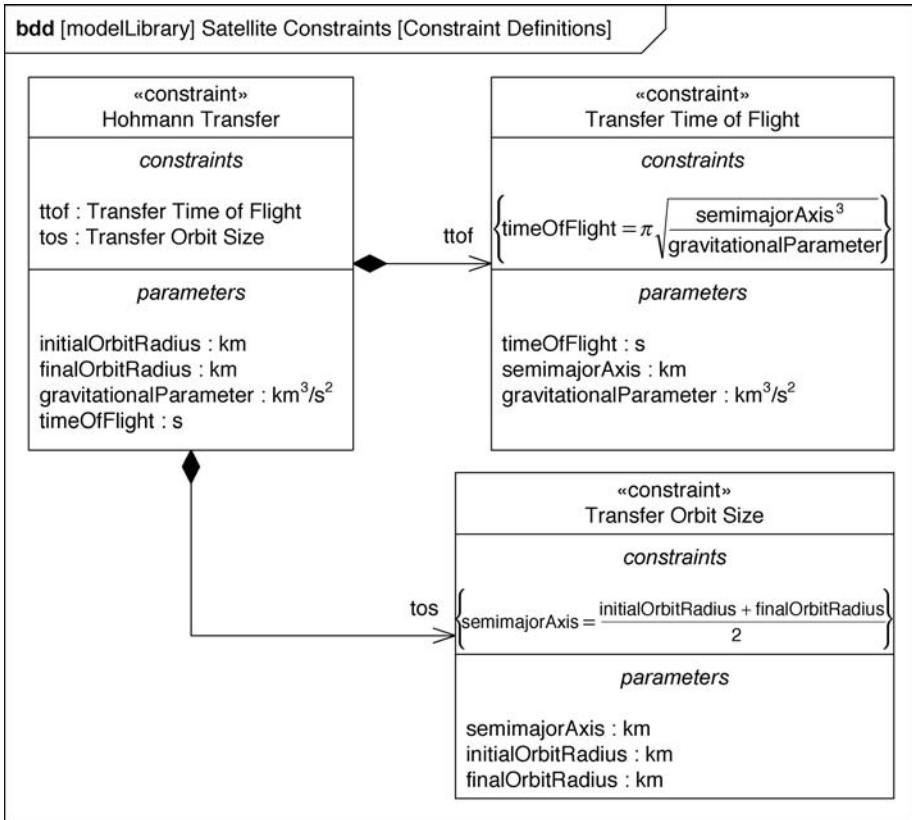 bdd [modelLibrary] Satellite Constraints [Constraint Definitions]
«constraint»
Hohmann Transfer
constraints
ttof : Transfer Time of Flight
tos : Transfer Orbit Size
parameters
initialOrbitRadius : km
finalOrbitRadius : km
gravitationalParameter : km³/s²
timeOfFlight : s
ttof
«constraint»
Transfer Time of Flight
constraints
{timeOfFlight = π√(semimajorAxis³/gravitationalParameter)}
parameters
timeOfFlight : s
semimajorAxis : km
gravitationalParameter : km³/s²
tos
«constraint»
Transfer Orbit Size
constraints
{semimajorAxis = (initialOrbitRadius + finalOrbitRadius)/2}
parameters
semimajorAxis : km
initialOrbitRadius : km
finalOrbitRadius : km